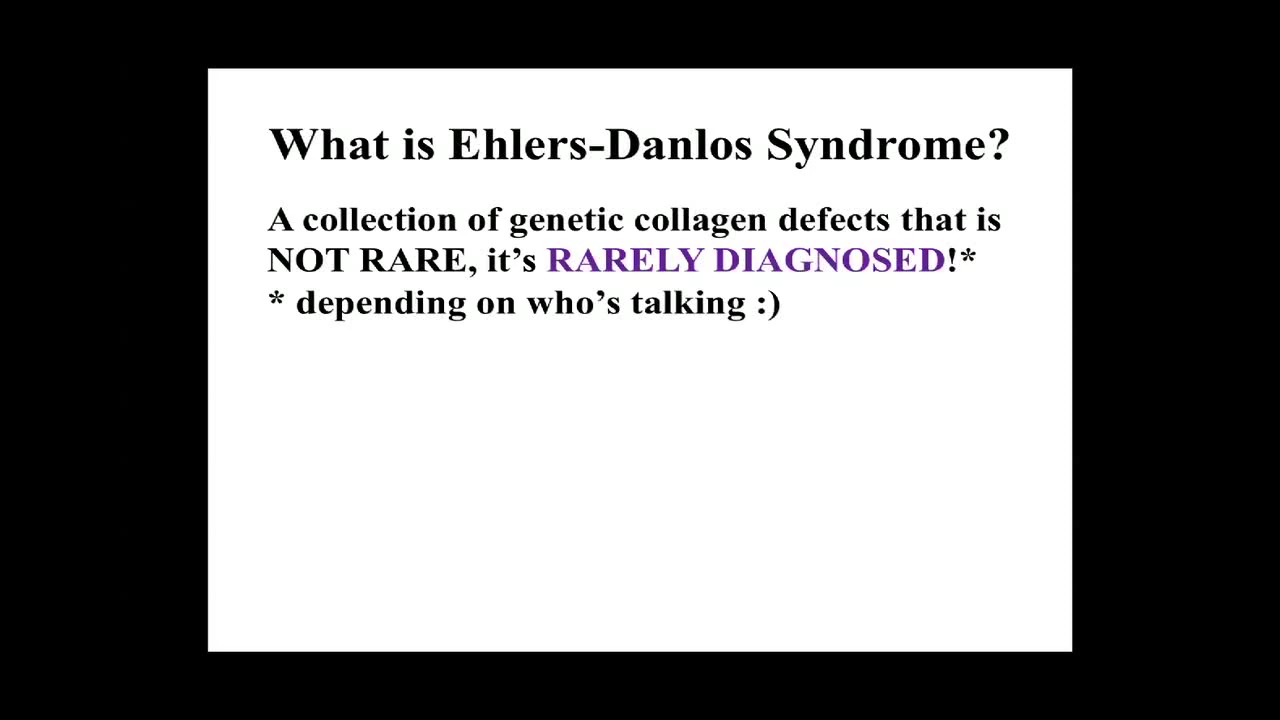 What is Ehlers-Danlos Syndrome?
A collection of genetic collagen defects that is
NOT RARE, it’s RARELY DIAGNOSED!*
* depending on who’s talking :)